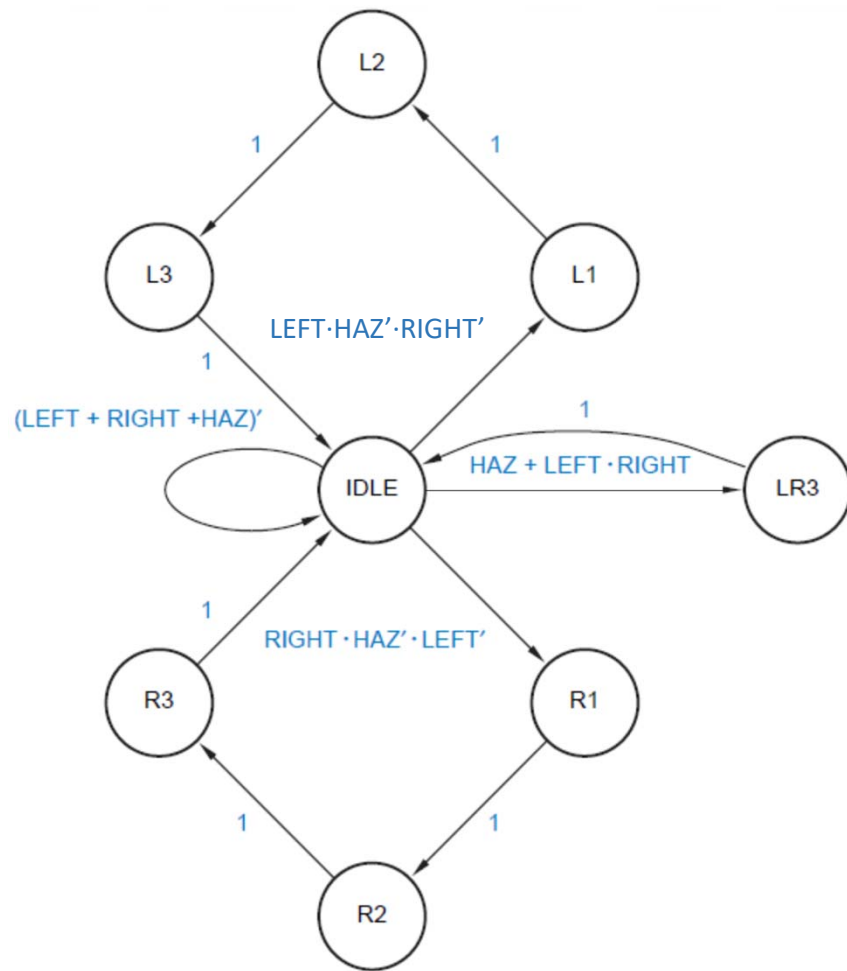 L2
1
1
L3
L1
LEFT·HAZ’·RIGHT’
1
(LEFT + RIGHT +HAZ)′
1
HAZ + LEFT · RIGHT
IDLE
LR3
1
RIGHT · HAZ′ · LEFT′
R3
R1
1
1
R2